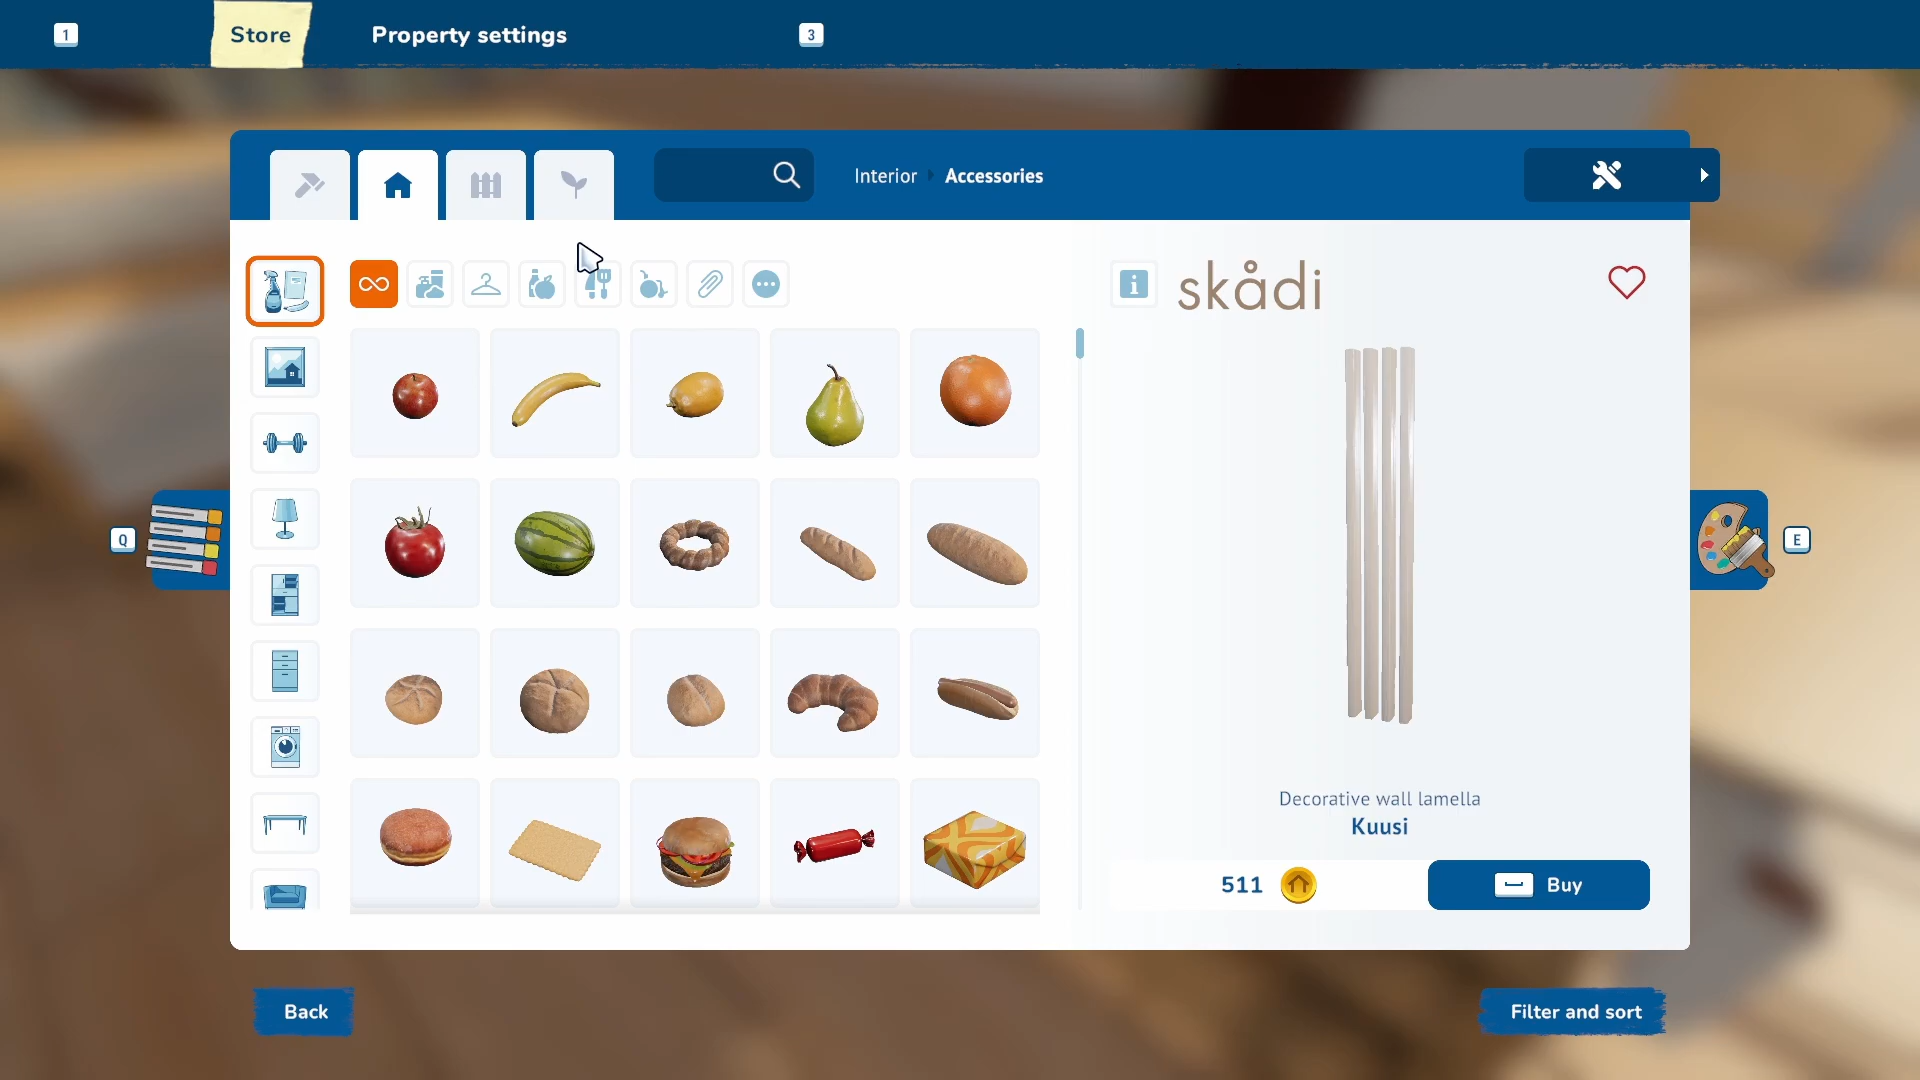 1
Store
Property settings
3
Interior
Accessories
skådi
Q
E
Decorative wall lamella
Kuusi
511
Buy
Back
Filter and sort